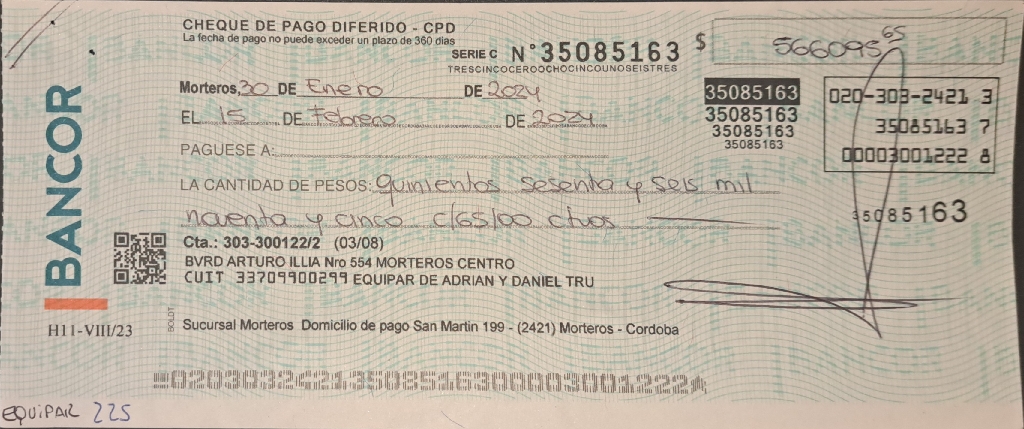 CHEQUE DE PAGO DIFERIDO - CPD
La fecha de pago no puede exceder un plazo de 360 días
SERIE C N°35085163 $ 566095 65
TRESCINCOCEROOCHOCINCOUNOSEISTRES
Morteros, 30 DE Enero DE 2024
EL 15 DE Febrero DE 2024
35085163
35085163
35085163
35085163
020-303-2421 3
35085163 7
00003001222 8
PAGUESE A:
LA CANTIDAD DE PESOS: quinientos sesenta y seis mil
noventa y cinco c/65/00 ctvos
35085163
BANCOR
Cta.: 303-300122/2 (03/08)
BVRD ARTURO ILLIA Nro 554 MORTEROS CENTRO
CUIT 33709900299 EQUIPAR DE ADRIAN Y DANIEL TRU
H11-VIII/23
BOLDT
Sucursal Morteros Domicilio de pago San Martin 199 - (2421) Morteros - Cordoba
EQUIPAR 225